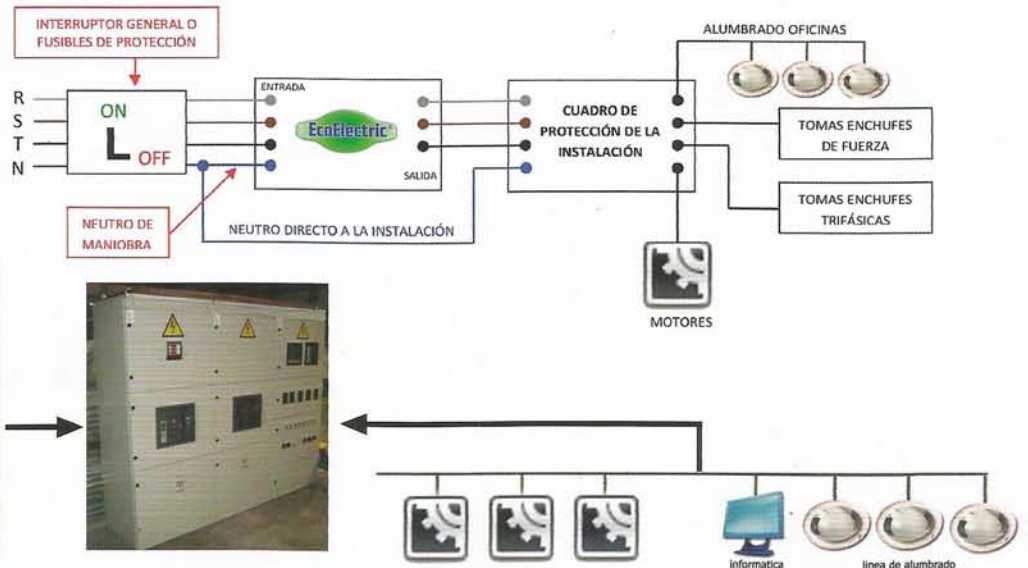 INTERRUPTOR GENERAL O
FUSIBLES DE PROTECCIÓN
ALUMBRADO OFICINAS
R
S
T
N
ON
OFF
ENTRADA
EcoElectric
SALIDA
CUADRO DE
PROTECCIÓN DE LA
INSTALACIÓN
TOMAS ENCHUFES
DE FUERZA
TOMAS ENCHUFES
TRIFÁSICAS
NEUTRO DE
MANIOBRA
NEUTRO DIRECTO A LA INSTALACIÓN
MOTORES
informatica
linea de alumbrado